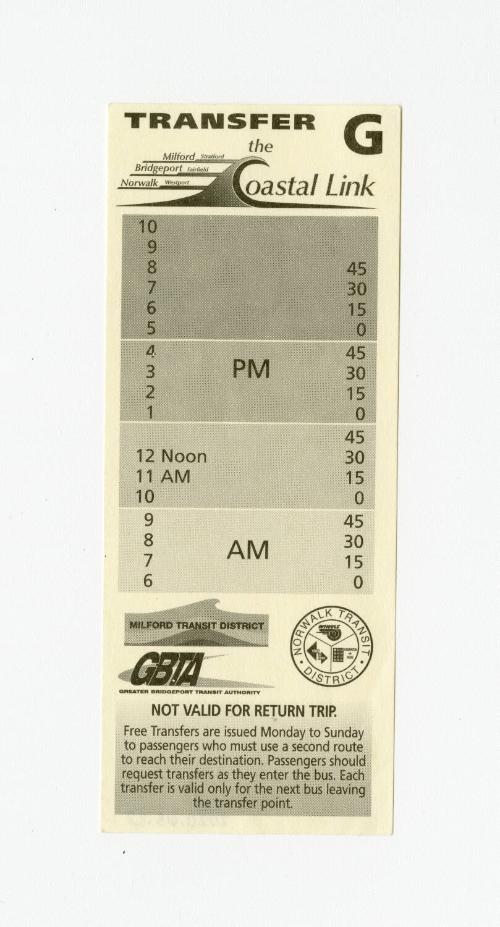 TRANSFER G
the
Milford Stratford
Bridgeport Fairfield
Norwalk Westport
Coastal Link
10
9
8 45
7 30
6 15
5 0
4 45
3 PM 30
2 15
1 0
45
12 Noon 30
11 AM 15
10 0
9 45
8 AM 30
7 15
6 0
MILFORD TRANSIT DISTRICT
NORWALK TRANSIT
DISTRICT
GBTA
GREATER BRIDGEPORT TRANSIT AUTHORITY
NOT VALID FOR RETURN TRIP.
Free Transfers are issued Monday to Sunday
to passengers who must use a second route
to reach their destination. Passengers should
request transfers as they enter the bus. Each
transfer is valid only for the next bus leaving
the transfer point.